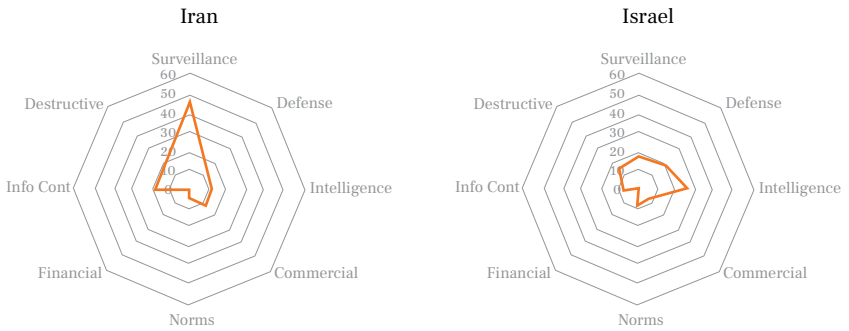 Iran
Surveillance
60
50
40
30
20
10
0
Destructive
Defense
Info Cont
Intelligence
Financial
Commercial
Norms
Israel
Surveillance
60
50
40
30
20
10
0
Destructive
Defense
Info Cont
Intelligence
Financial
Commercial
Norms